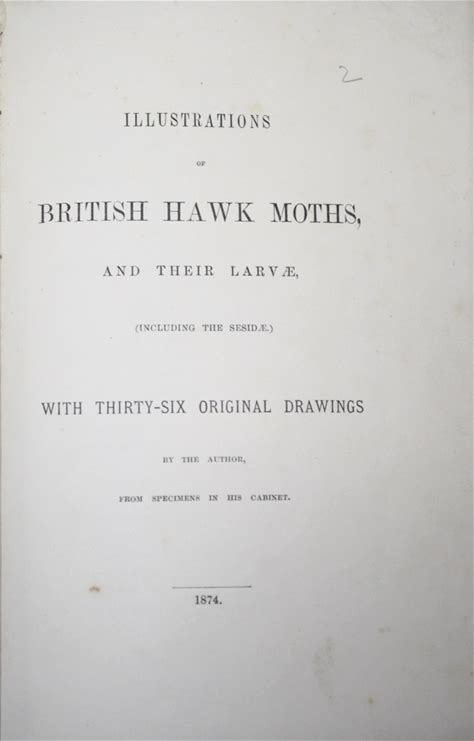 2
ILLUSTRATIONS
OF
BRITISH HAWK MOTHS,
AND THEIR LARVÆ,
(INCLUDING THE SESIDÆ.)
WITH THIRTY-SIX ORIGINAL DRAWINGS
BY THE AUTHOR,
FROM SPECIMENS IN HIS CABINET.
1874.